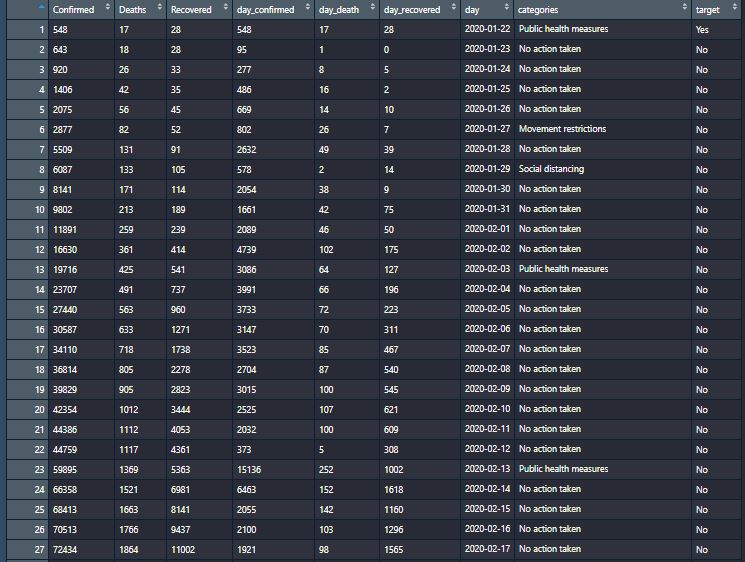 Confirmed Deaths Recovered day_confirmed day_death day_recovered day categories target
1 548 17 28 548 17 28 2020-01-22 Public health measures Yes
2 643 18 28 95 1 0 2020-01-23 No action taken No
3 920 26 33 277 8 5 2020-01-24 No action taken No
4 1406 42 35 486 16 2 2020-01-25 No action taken No
5 2075 56 45 669 14 10 2020-01-26 No action taken No
6 2877 82 52 802 26 7 2020-01-27 Movement restrictions No
7 5509 131 91 2632 49 39 2020-01-28 No action taken No
8 6087 133 105 578 2 14 2020-01-29 Social distancing No
9 8141 171 114 2054 38 9 2020-01-30 No action taken No
10 9802 213 189 1661 42 75 2020-01-31 No action taken No
11 11891 259 239 2089 46 50 2020-02-01 No action taken No
12 16630 361 414 4739 102 175 2020-02-02 No action taken No
13 19716 425 541 3086 64 127 2020-02-03 Public health measures No
14 23707 491 737 3991 66 196 2020-02-04 No action taken No
15 27440 563 960 3733 72 223 2020-02-05 No action taken No
16 30587 633 1271 3147 70 311 2020-02-06 No action taken No
17 34110 718 1738 3523 85 467 2020-02-07 No action taken No
18 36814 805 2278 2704 87 540 2020-02-08 No action taken No
19 39829 905 2823 3015 100 545 2020-02-09 No action taken No
20 42354 1012 3444 2525 107 621 2020-02-10 No action taken No
21 44386 1112 4053 2032 100 609 2020-02-11 No action taken No
22 44759 1117 4361 373 5 308 2020-02-12 No action taken No
23 59895 1369 5363 15136 252 1002 2020-02-13 Public health measures No
24 66358 1521 6981 6463 152 1618 2020-02-14 No action taken No
25 68413 1663 8141 2055 142 1160 2020-02-15 No action taken No
26 70513 1766 9437 2100 103 1296 2020-02-16 No action taken No
27 72434 1864 11002 1921 98 1565 2020-02-17 No action taken No